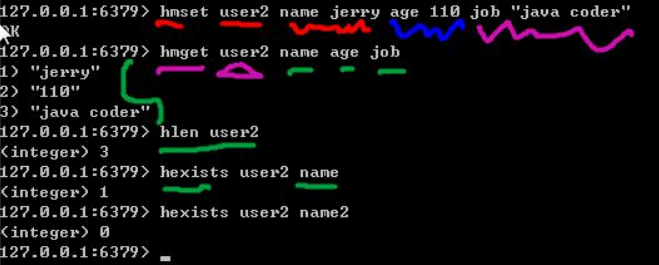 127.0.0.1:6379> hmset user2 name jerry age 110 job "java coder"
OK
127.0.0.1:6379> hmget user2 name age job
1) "jerry"
2) "110"
3) "java coder"
127.0.0.1:6379> hlen user2
(integer) 3
127.0.0.1:6379> hexists user2 name
(integer) 1
127.0.0.1:6379> hexists user2 name2
(integer) 0
127.0.0.1:6379>